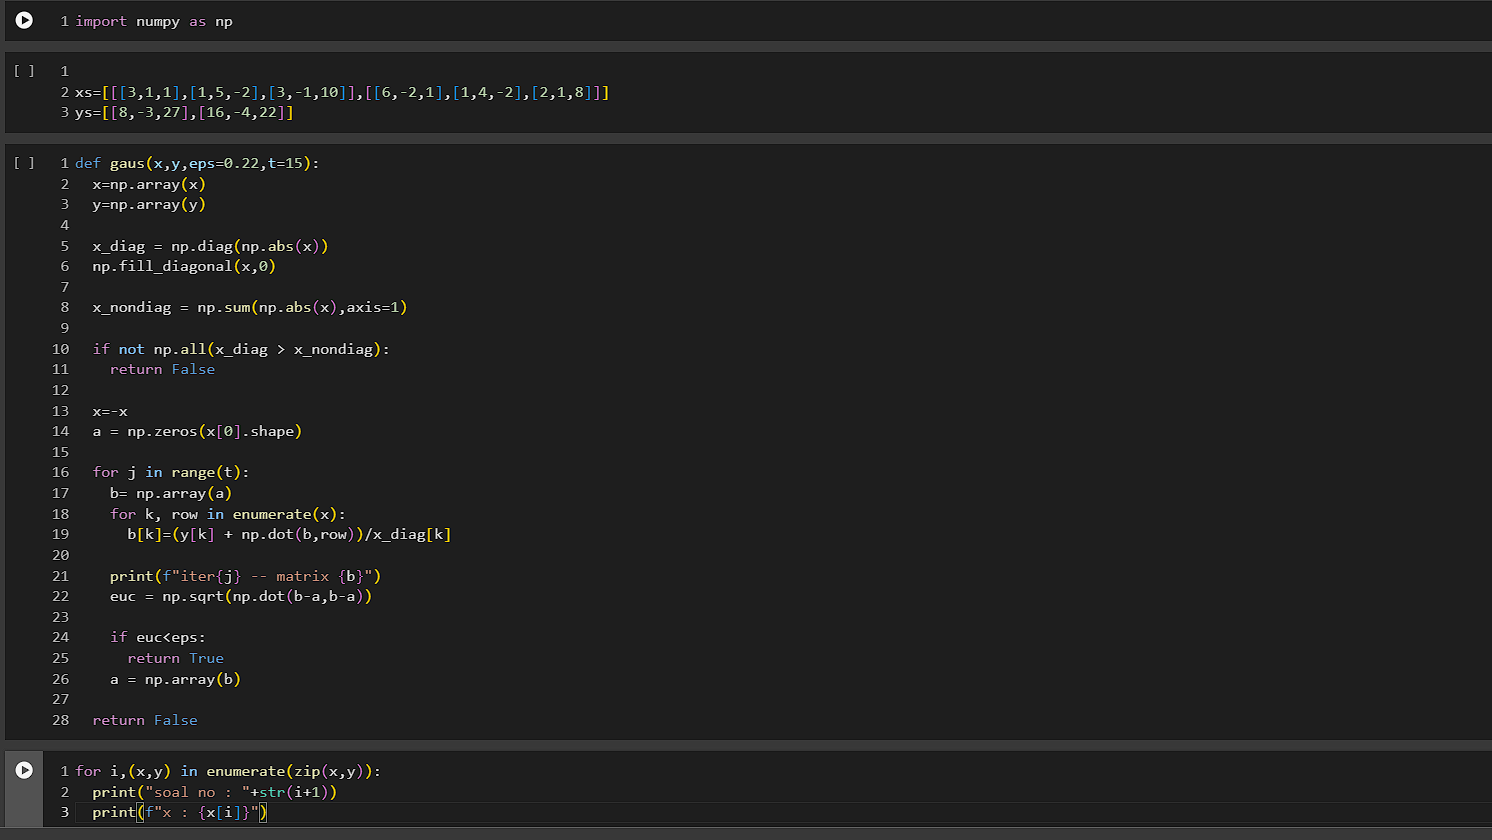 1 import numpy as np
[ ] 1
2 xs=[[[3,1,1],[1,5,-2],[3,-1,10]],[[6,-2,1],[1,4,-2],[2,1,8]]]
3 ys=[[8,-3,27],[16,-4,22]]
[ ] 1 def gaus(x,y,eps=0.22,t=15):
2   x=np.array(x)
3   y=np.array(y)
4
5   x_diag = np.diag(np.abs(x))
6   np.fill_diagonal(x,0)
7
8   x_nondiag = np.sum(np.abs(x),axis=1)
9
10   if not np.all(x_diag > x_nondiag):
11     return False
12
13   x=-x
14   a = np.zeros(x[0].shape)
15
16   for j in range(t):
17     b= np.array(a)
18     for k, row in enumerate(x):
19       b[k]=(y[k] + np.dot(b,row))/x_diag[k]
20
21     print(f"iter{j} -- matrix {b}")
22     euc = np.sqrt(np.dot(b-a,b-a))
23
24     if euc<eps:
25       return True
26     a = np.array(b)
27
28   return False
1 for i,(x,y) in enumerate(zip(x,y)):
2   print("soal no : "+str(i+1))
3   print(f"x : {x[i]}")